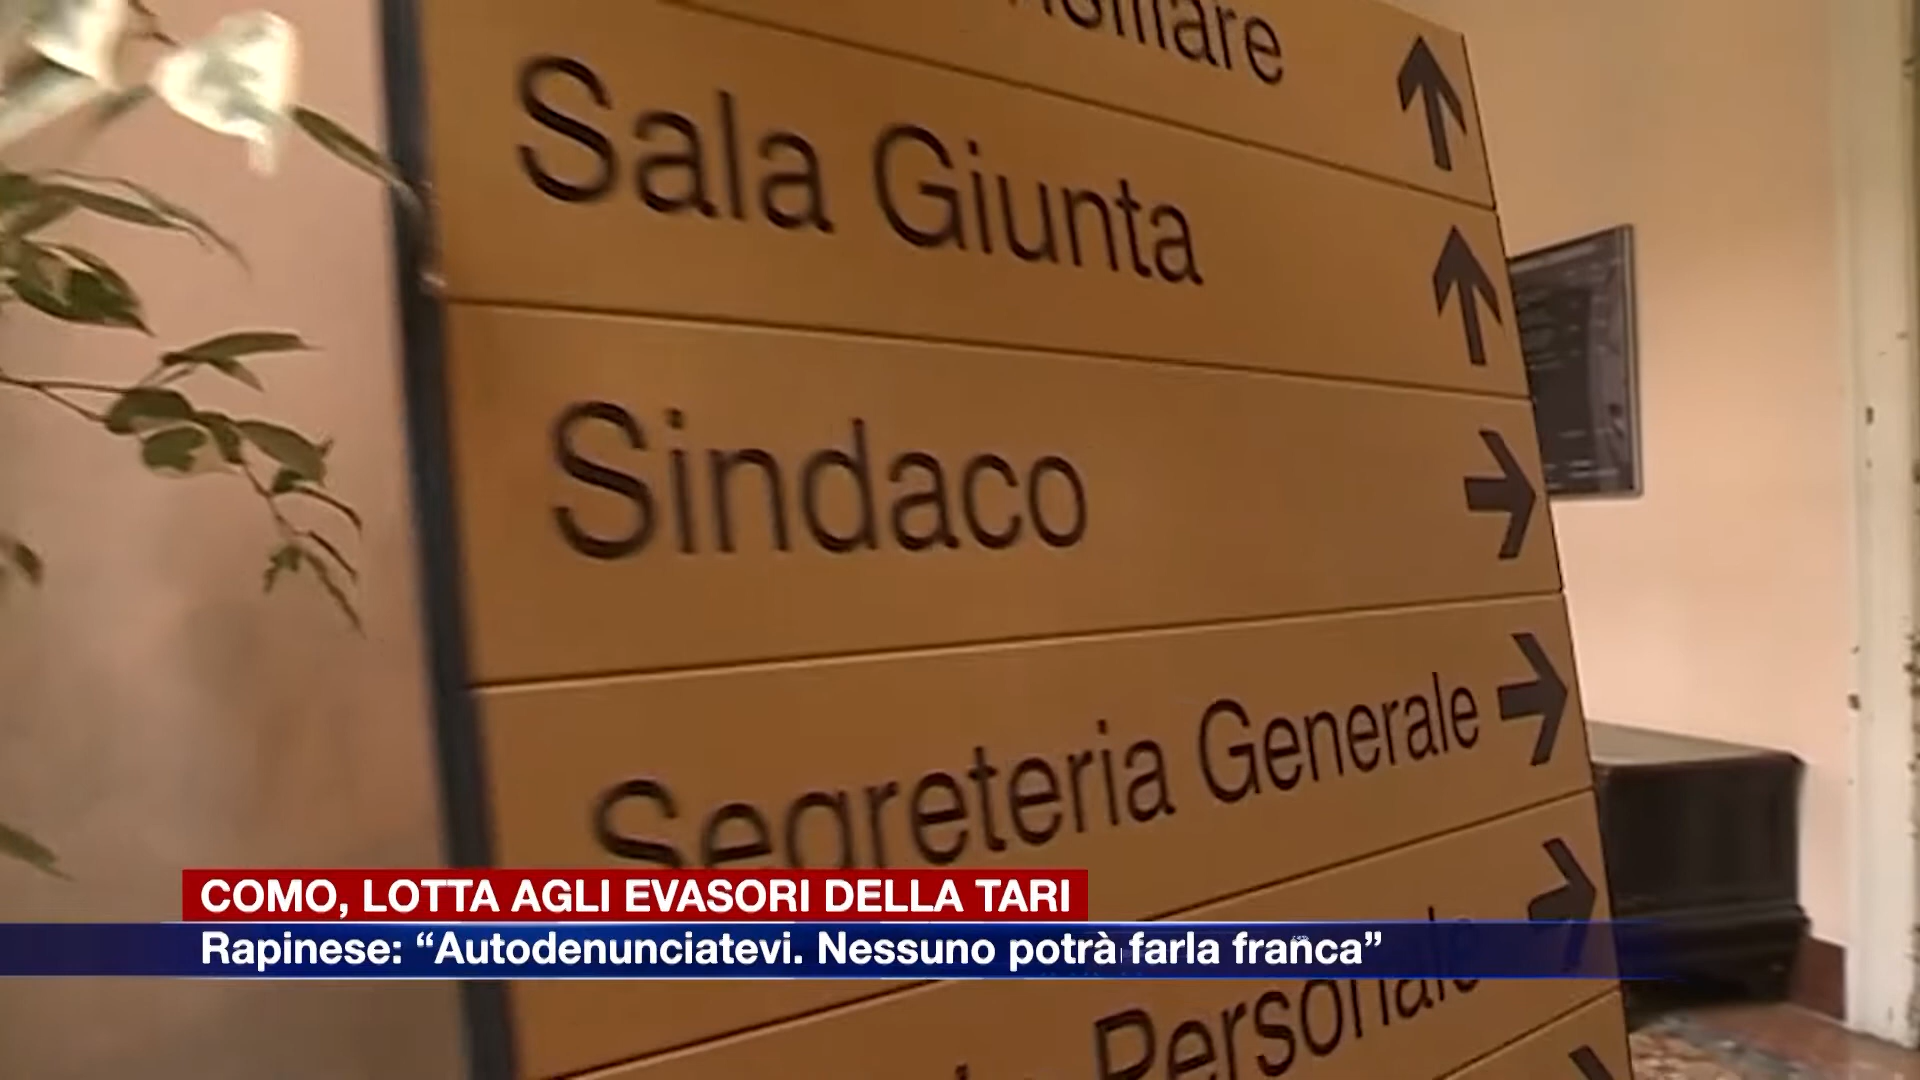 Sala Giunta
Sindaco
Segreteria Generale
COMO, LOTTA AGLI EVASORI DELLA TARI
Rapinese: “Autodenunciatevi. Nessuno potrà farla franca”
Personale